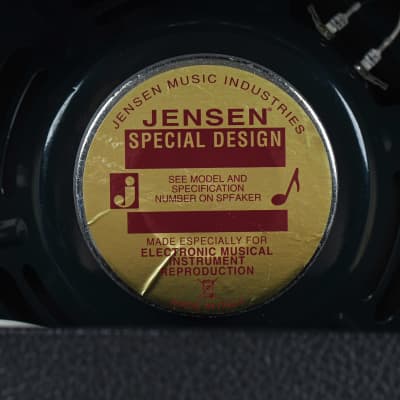 JENSEN MUSIC INDUSTRIES
JENSEN®
SPECIAL DESIGN
j
SEE MODEL AND
SPECIFICATION
NUMBER ON SPEAKER
MADE ESPECIALLY FOR
ELECTRONIC MUSICAL
INSTRUMENT
REPRODUCTION